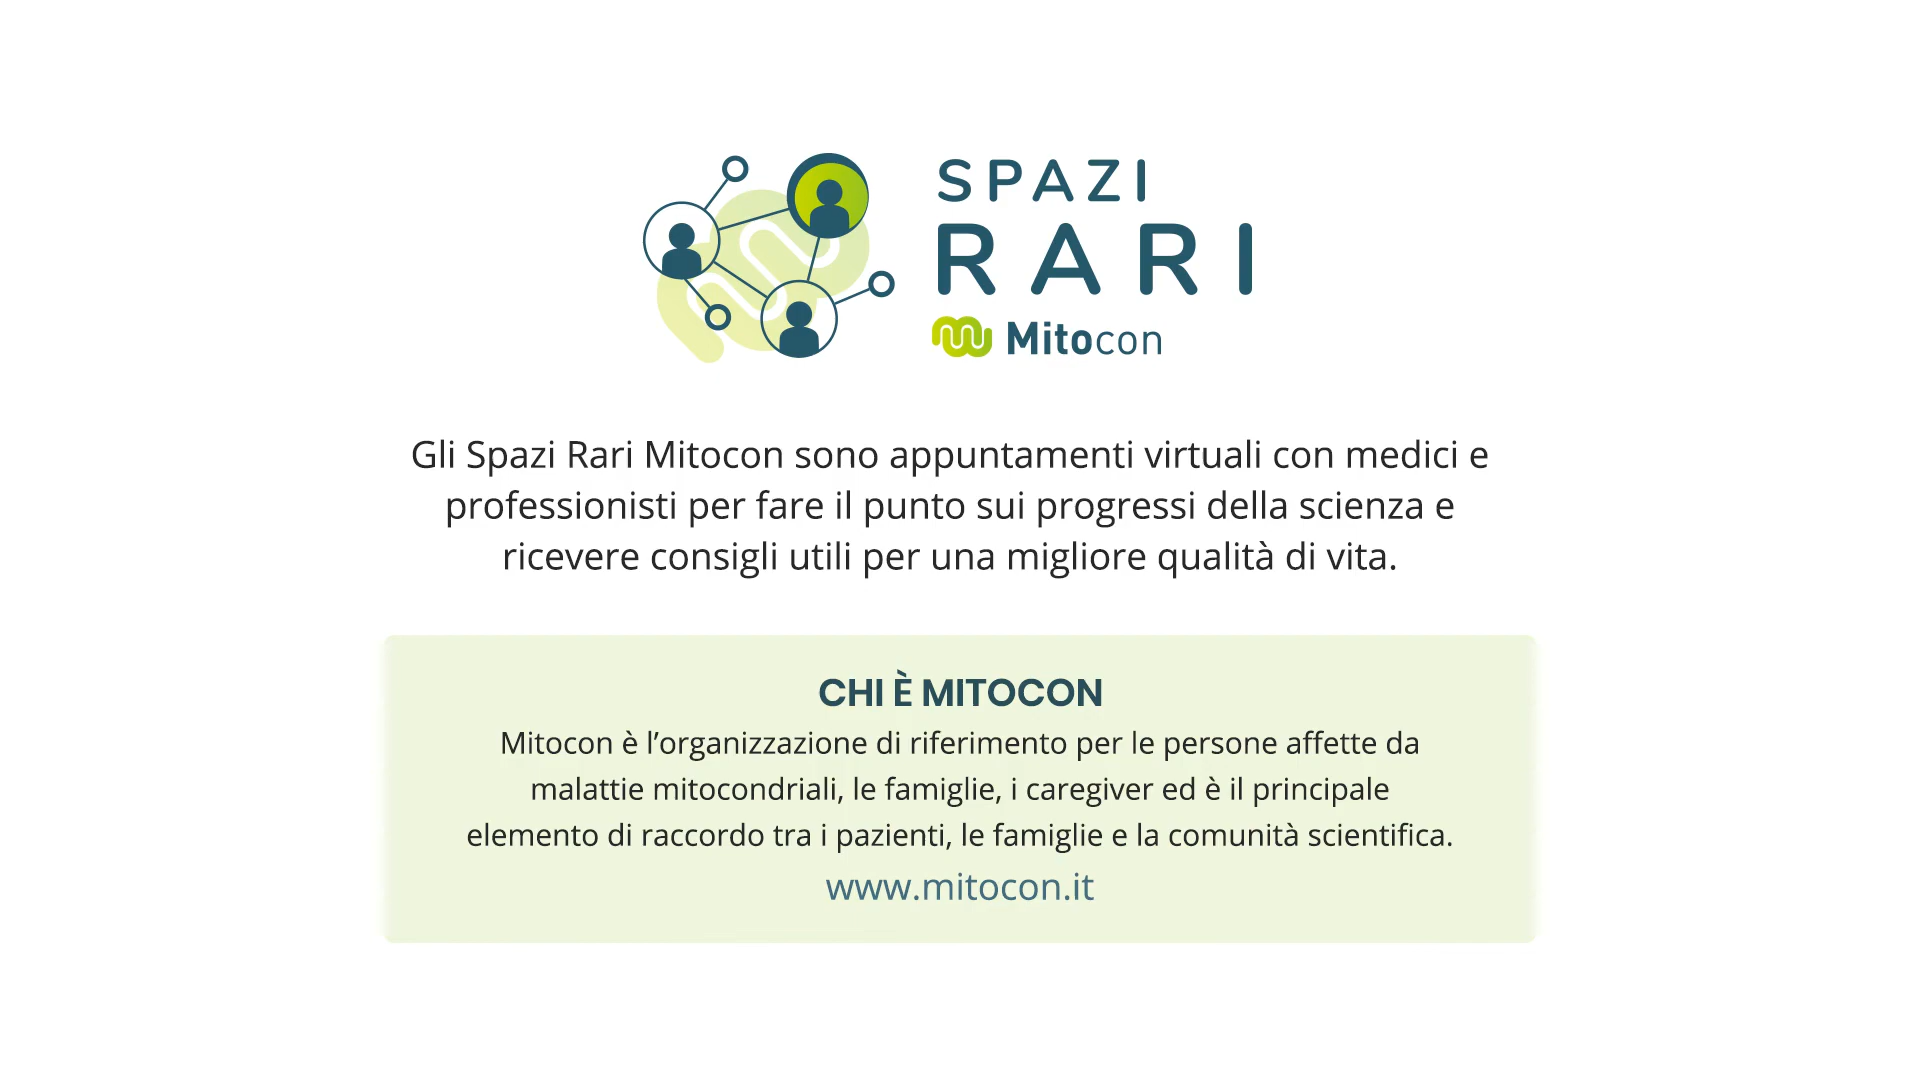 SPAZI
RARI
Mitocon
Gli Spazi Rari Mitocon sono appuntamenti virtuali con medici e
professionisti per fare il punto sui progressi della scienza e
ricevere consigli utili per una migliore qualità di vita.
CHI È MITOCON
Mitocon è l’organizzazione di riferimento per le persone affette da
malattie mitocondriali, le famiglie, i caregiver ed è il principale
elemento di raccordo tra i pazienti, le famiglie e la comunità scientifica.
www.mitocon.it